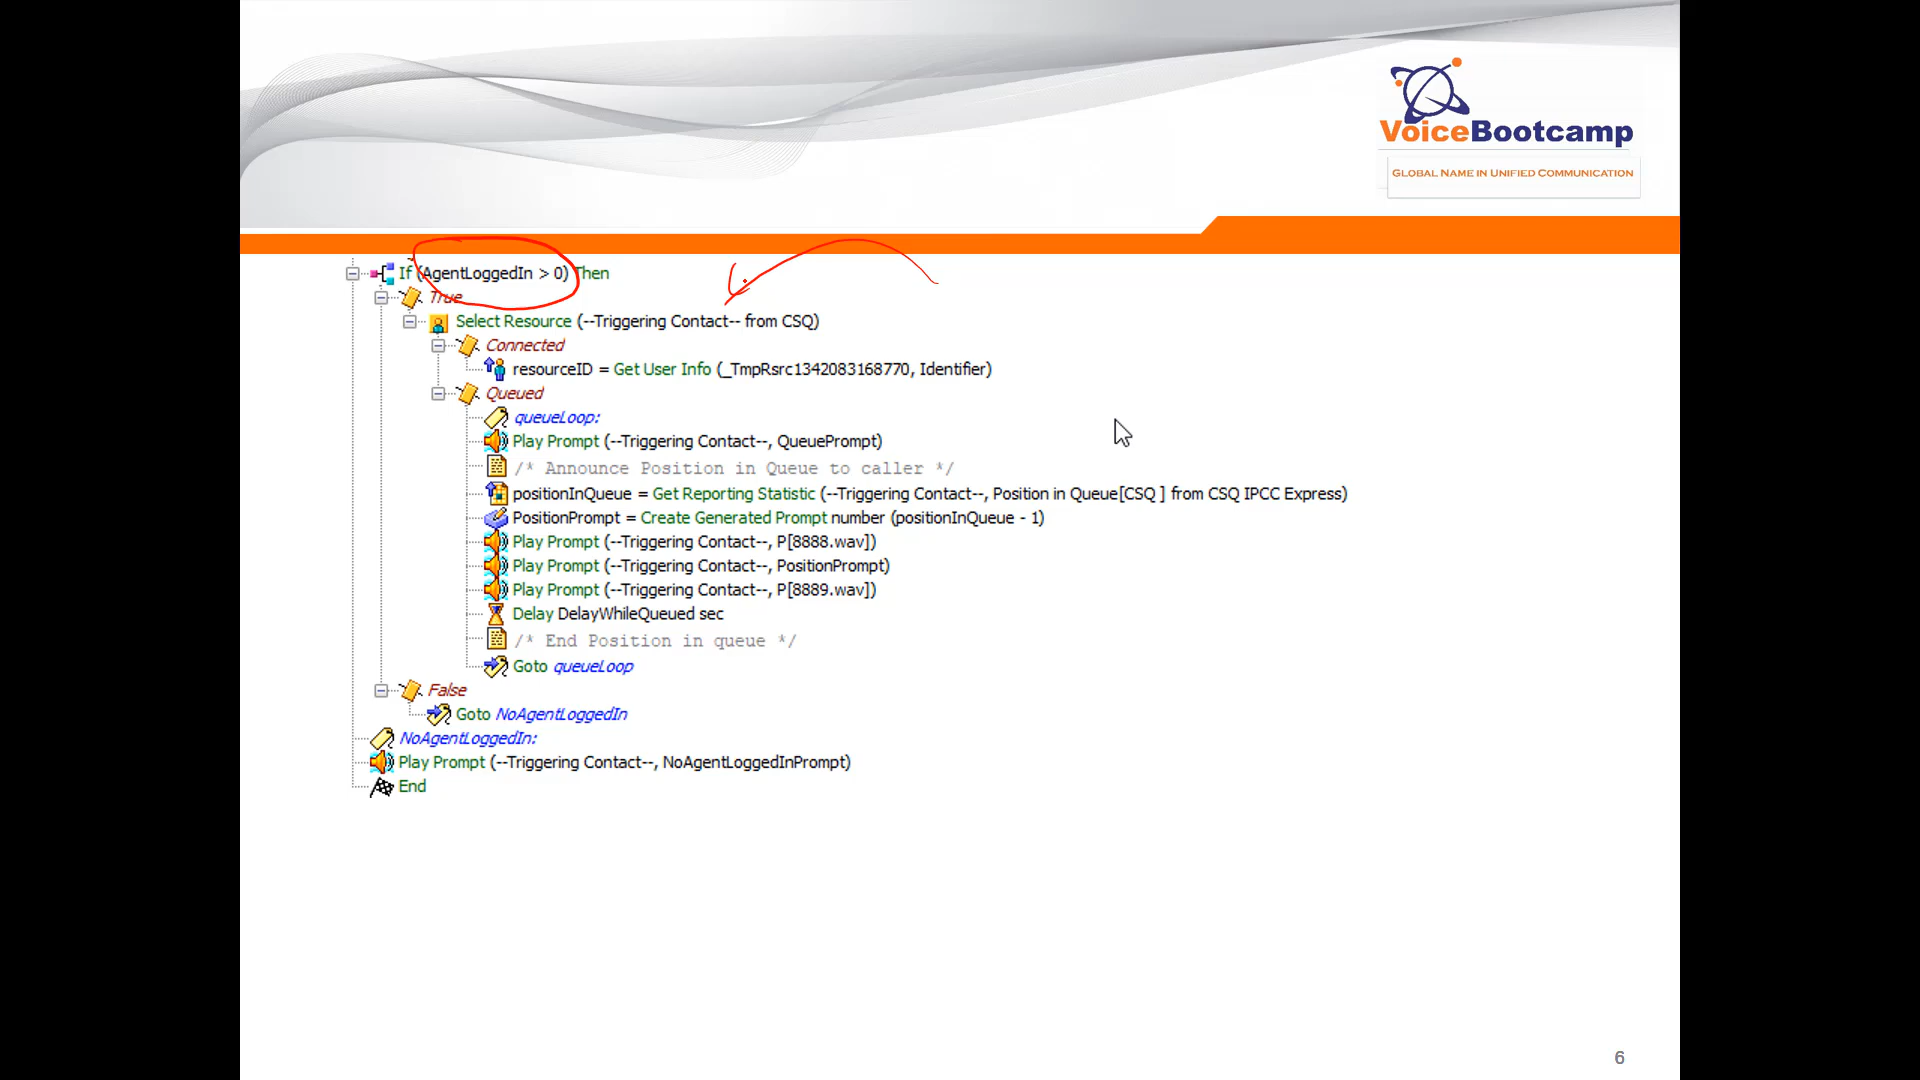 VoiceBootcamp
GLOBAL NAME IN UNIFIED COMMUNICATION
If (AgentLoggedIn > 0) Then
True
Select Resource (--Triggering Contact-- from CSQ)
Connected
resourceID = Get User Info (_TmpRsrc1342083168770, Identifier)
Queued
queueLoop:
Play Prompt (--Triggering Contact--, QueuePrompt)
/* Announce Position in Queue to caller */
positionInQueue = Get Reporting Statistic (--Triggering Contact--, Position in Queue[CSQ ] from CSQ IPCC Express)
PositionPrompt = Create Generated Prompt number (positionInQueue - 1)
Play Prompt (--Triggering Contact--, P[8888.wav])
Play Prompt (--Triggering Contact--, PositionPrompt)
Play Prompt (--Triggering Contact--, P[8889.wav])
Delay DelayWhileQueued sec
/* End Position in queue */
Goto queueLoop
False
Goto NoAgentLoggedIn
NoAgentLoggedIn:
Play Prompt (--Triggering Contact--, NoAgentLoggedInPrompt)
End
6